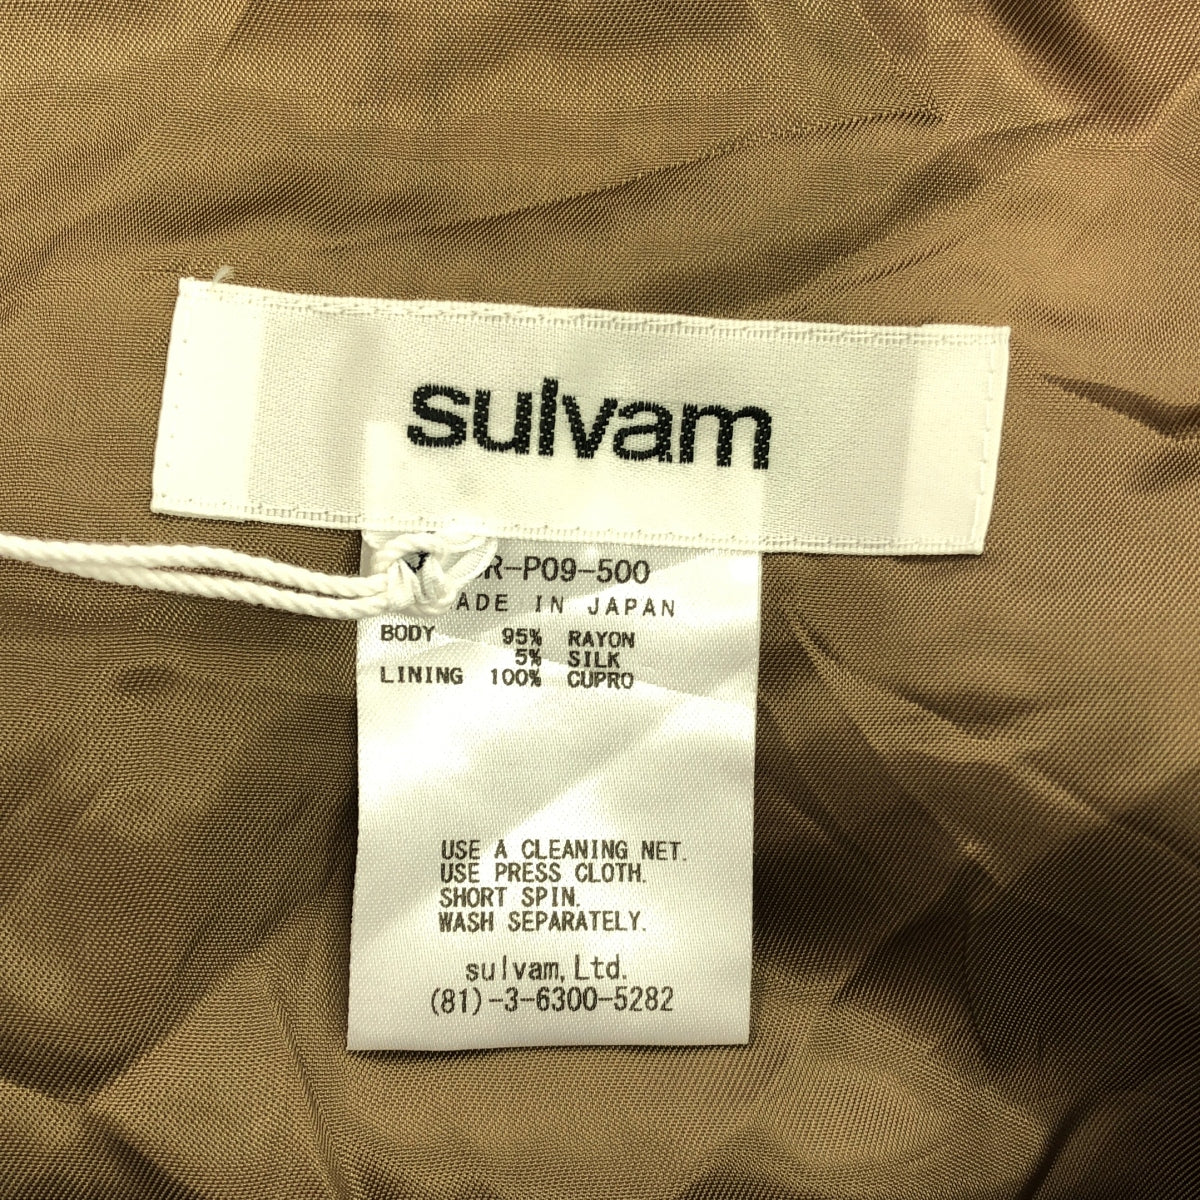 sulvam
R-P09-500
MADE IN JAPAN
BODY 95% RAYON
5% SILK
LINING 100% CUPRO
USE A CLEANING NET.
USE PRESS CLOTH.
SHORT SPIN.
WASH SEPARATELY.
sulvam, Ltd.
(81)-3-6300-5282